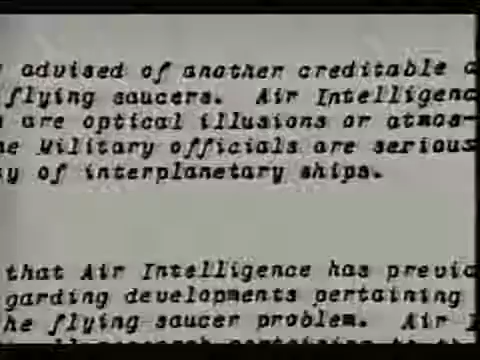 advised of another creditable
flying saucers. Air Intelligenc
are optical illusions or atmos-
Military officials are serious
of interplanetary ships.
that Air Intelligence has previo
garding developments pertaining
he flying saucer problem. Air